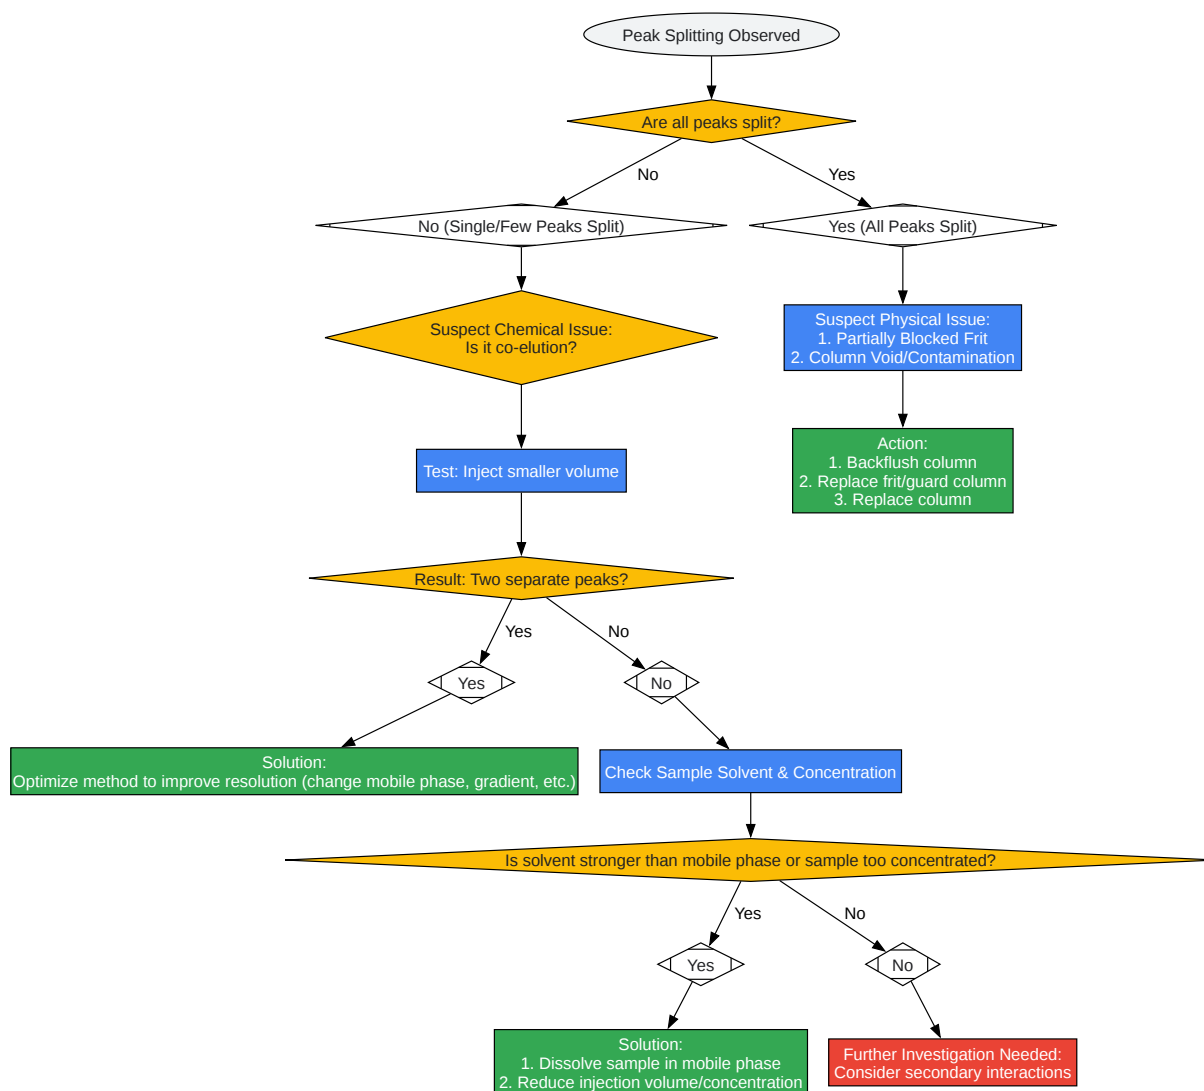 Peak Splitting Observed
Are all peaks split?
No
Yes
No (Single/Few Peaks Split)
Yes (All Peaks Split)
Suspect Chemical Issue:
Is it co-elution?
Suspect Physical Issue:
1. Partially Blocked Frit
2. Column Void/Contamination
Test: Inject smaller volume
Action:
1. Backflush column
2. Replace frit/guard column
3. Replace column
Result: Two separate peaks?
Yes
No
Yes
No
Solution:
Optimize method to improve resolution (change mobile phase, gradient, etc.)
Check Sample Solvent & Concentration
Is solvent stronger than mobile phase or sample too concentrated?
Yes
No
Yes
No
Solution:
1. Dissolve sample in mobile phase
2. Reduce injection volume/concentration
Further Investigation Needed:
Consider secondary interactions